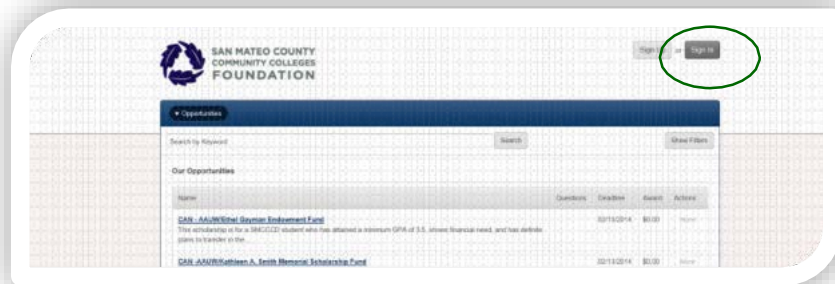 SAN MATEO COUNTY
COMMUNITY COLLEGES
FOUNDATION
Sign Up or Sign In
Opportunities
Search by Keyword Search Show Filters
Our Opportunities
Name Questions Deadline Award Actions
CAN - AAUW/Ethel Gayman Endowment Fund 02/13/2014 $0.00
This scholarship is for a SMCCCD student who has attained a minimum GPA of 3.5, shows financial need, and has definite
plans to transfer in the...
CAN -AAUW/Kathleen A. Smith Memorial Scholarship Fund 02/13/2014 $0.00